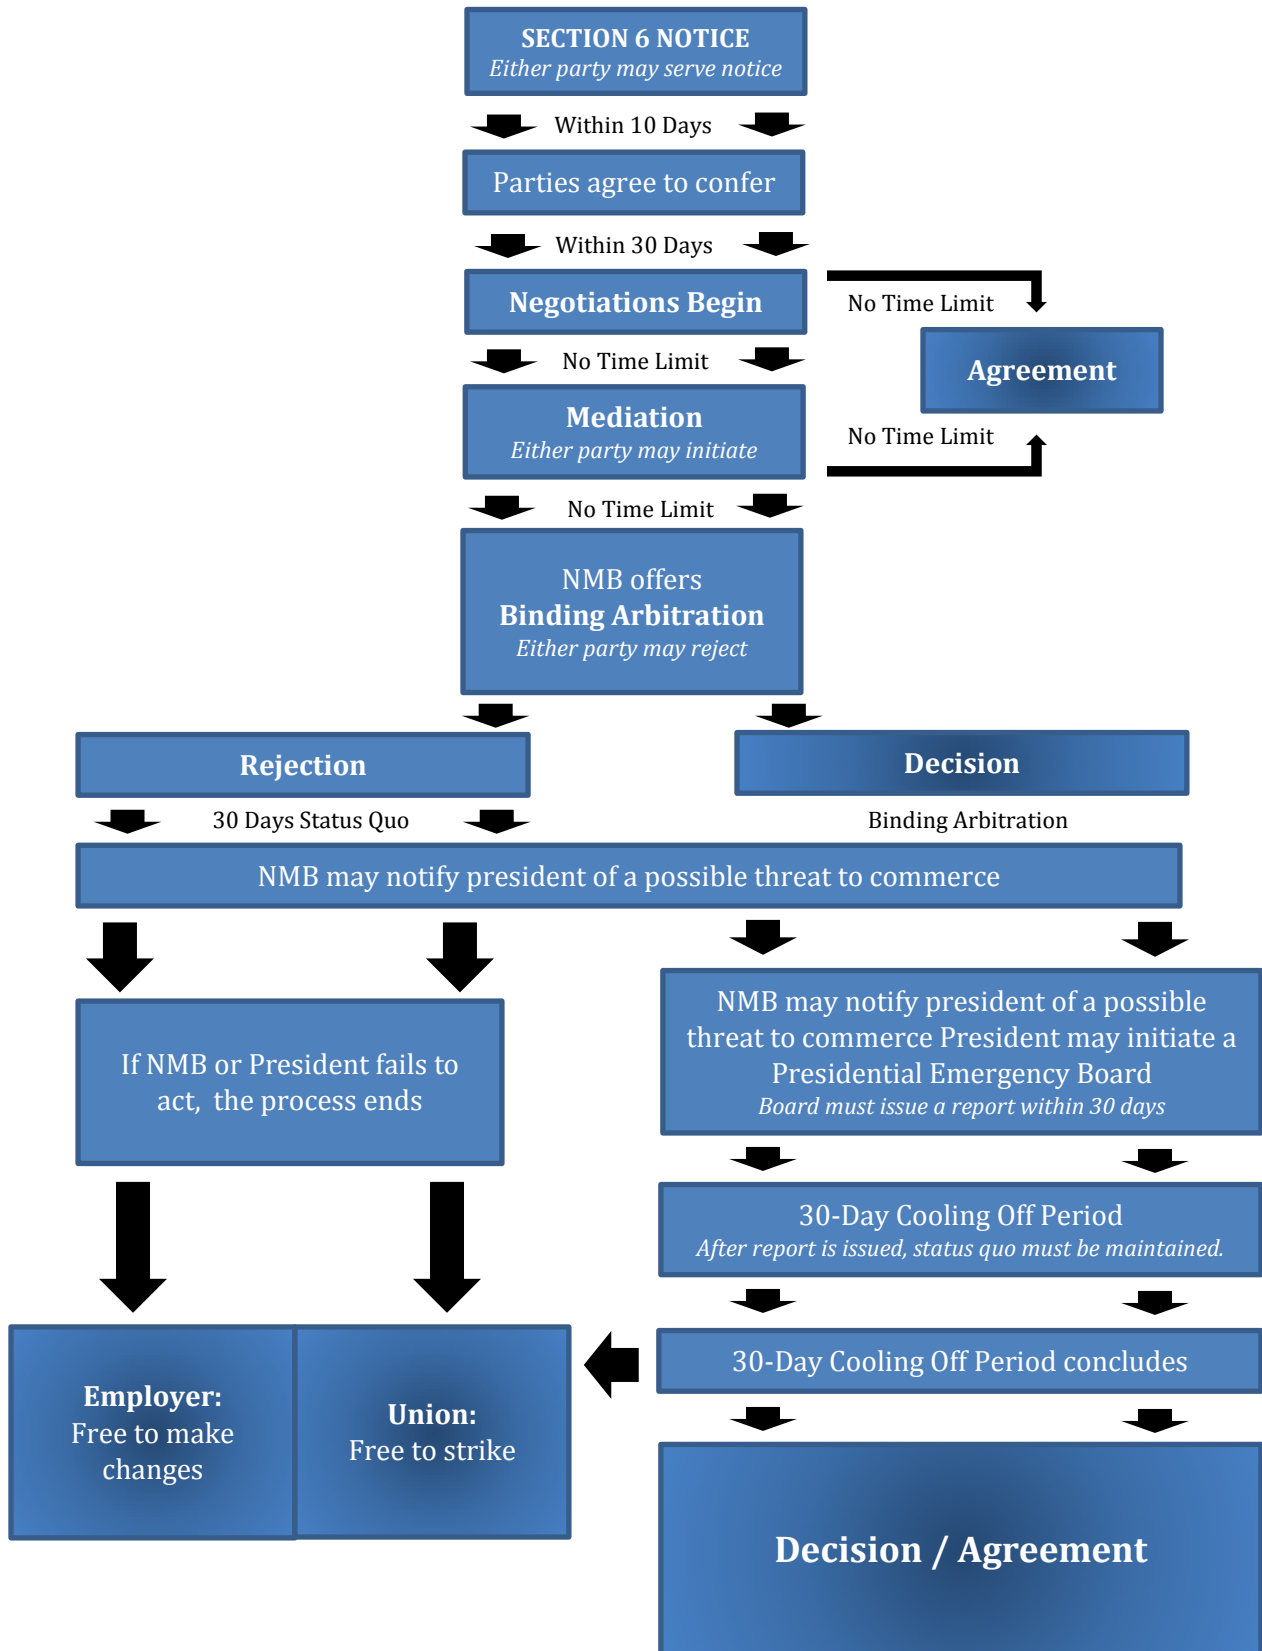 SECTION 6 NOTICE
Either party may serve notice
Within 10 Days
Parties agree to confer
Within 30 Days
Negotiations Begin
No Time Limit
No Time Limit
Agreement
Mediation
Either party may initiate
No Time Limit
No Time Limit
NMB offers
Binding Arbitration
Either party may reject
Rejection
Decision
30 Days Status Quo
Binding Arbitration
NMB may notify president of a possible threat to commerce
If NMB or President fails to
act,  the process ends
NMB may notify president of a possible
threat to commerce President may initiate a
Presidential Emergency Board
Board must issue a report within 30 days
30-Day Cooling Off Period
After report is issued, status quo must be maintained.
30-Day Cooling Off Period concludes
Employer:
Free to make
changes
Union:
Free to strike
Decision / Agreement